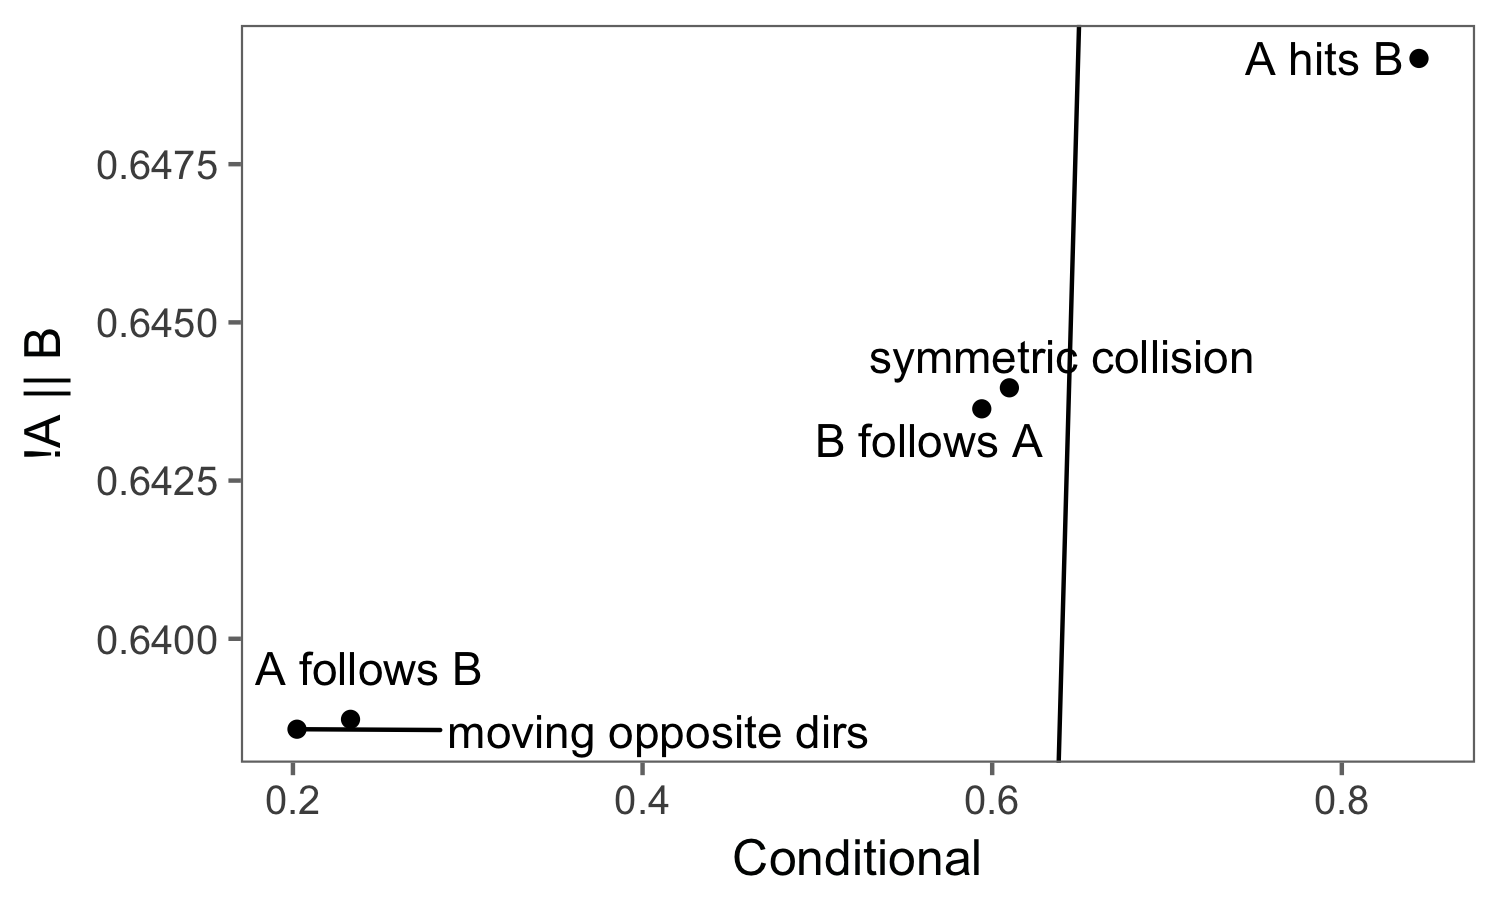 A hits B
0.6475
0.6450
symmetric collision
!A || B
B follows A
0.6425
0.6400
A follows B
moving opposite dirs
0.2
0.4
0.6
0.8
Conditional